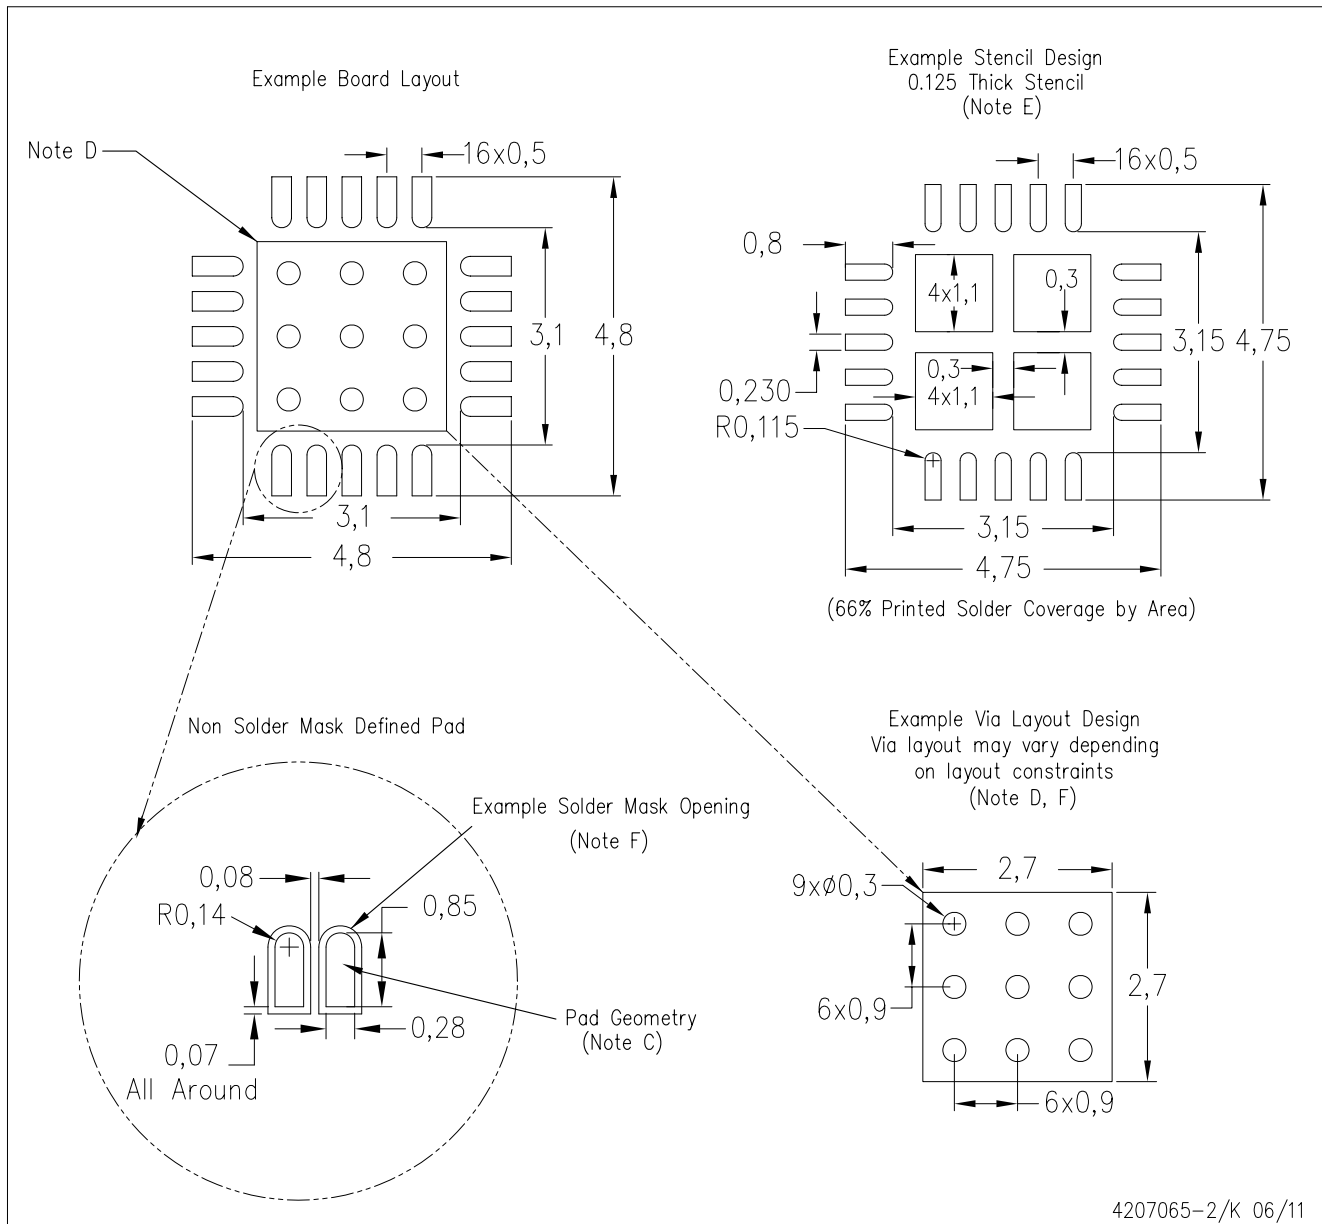 Example Board Layout
Note D
16x0,5
3,1
4,8
3,1
4,8
Example Stencil Design
0.125 Thick Stencil
(Note E)
16x0,5
0,8
4x1,1
0,3
3,15
4,75
0,3
4x1,1
0,230
R0,115
3,15
4,75
(66% Printed Solder Coverage by Area)
Non Solder Mask Defined Pad
Example Solder Mask Opening
(Note F)
0,08
R0,14
0,85
0,28
Pad Geometry
(Note C)
0,07
All Around
Example Via Layout Design
Via layout may vary depending
on layout constraints
(Note D, F)
2,7
9xø0,3
2,7
6x0,9
6x0,9
4207065-2/K 06/11